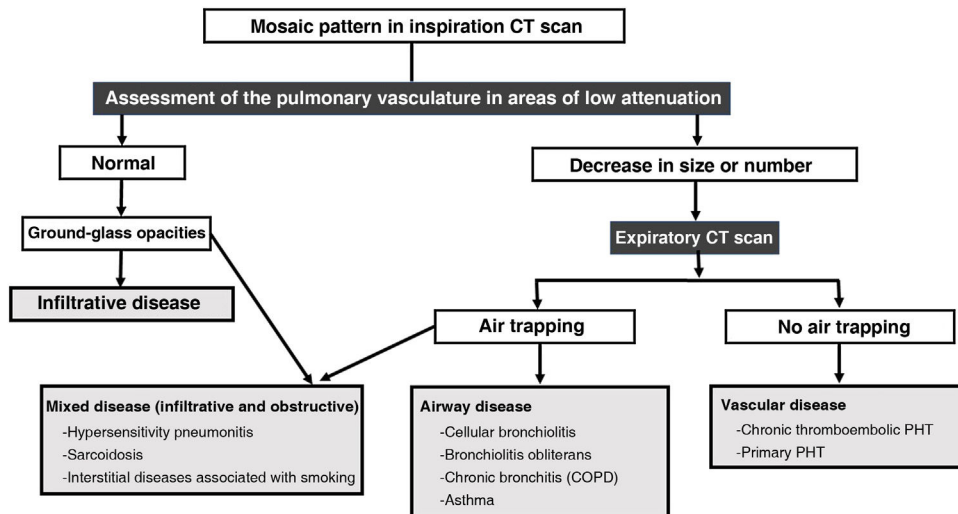 Mosaic pattern in inspiration CT scan
Assessment of the pulmonary vasculature in areas of low attenuation
Normal
Decrease in size or number
Ground-glass opacities
Expiratory CT scan
Infiltrative disease
Air trapping
No air trapping
Mixed disease (infiltrative and obstructive)
-Hypersensitivity pneumonitis
-Sarcoidosis
-Interstitial diseases associated with smoking
Airway disease
-Cellular bronchiolitis
-Bronchiolitis obliterans
-Chronic bronchitis (COPD)
-Asthma
Vascular disease
-Chronic thromboembolic PHT
-Primary PHT